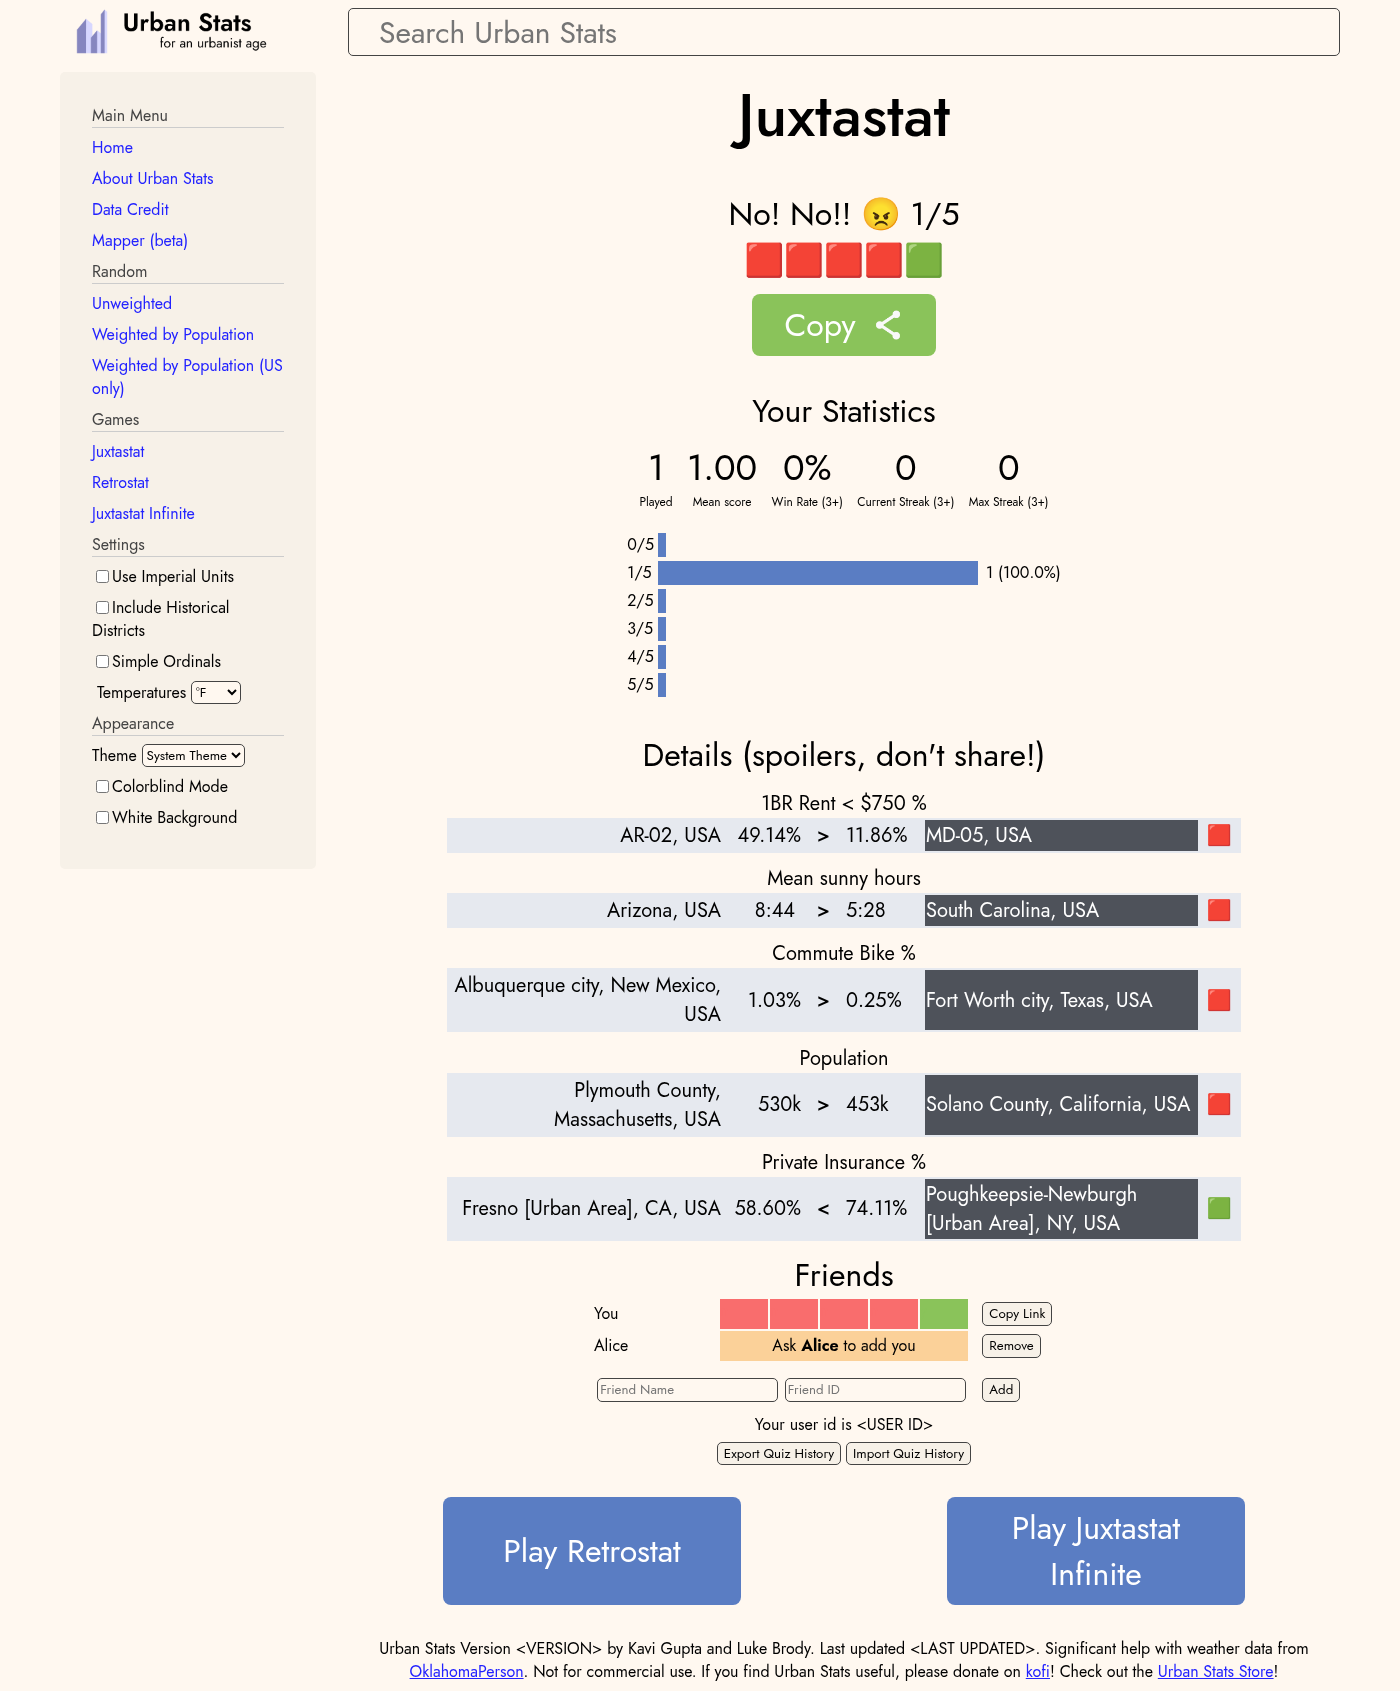 Urban Stats
for an urbanist age
Search Urban Stats
Main Menu
Home
About Urban Stats
Data Credit
Mapper (beta)
Random
Unweighted
Weighted by Population
Weighted by Population (US
only)
Games
Juxtastat
Retrostat
Juxtastat Infinite
Settings
Use Imperial Units
Include Historical
Districts
Simple Ordinals
Temperatures °F
Appearance
Theme System Theme
Colorblind Mode
White Background
Juxtastat
No! No!! 😠 1/5
🟥🟥🟥🟥🟩
Copy
Your Statistics
1 1.00 0% 0 0
Played Mean score Win Rate (3+) Current Streak (3+) Max Streak (3+)
0/5
1/5 1 (100.0%)
2/5
3/5
4/5
5/5
Details (spoilers, don't share!)
1BR Rent < $750 %
AR-02, USA 49.14% > 11.86% MD-05, USA 🟥
Mean sunny hours
Arizona, USA 8:44 > 5:28 South Carolina, USA 🟥
Commute Bike %
Albuquerque city, New Mexico,
USA 1.03% > 0.25% Fort Worth city, Texas, USA 🟥
Population
Plymouth County,
Massachusetts, USA 530k > 453k Solano County, California, USA 🟥
Private Insurance %
Fresno [Urban Area], CA, USA 58.60% < 74.11% Poughkeepsie-Newburgh
[Urban Area], NY, USA 🟩
Friends
You Copy Link
Alice Ask Alice to add you Remove
Friend Name Friend ID Add
Your user id is <USER ID>
Export Quiz History Import Quiz History
Play Retrostat
Play Juxtastat
Infinite
Urban Stats Version <VERSION> by Kavi Gupta and Luke Brody. Last updated <LAST UPDATED>. Significant help with weather data from
OklahomaPerson. Not for commercial use. If you find Urban Stats useful, please donate on kofi! Check out the Urban Stats Store!